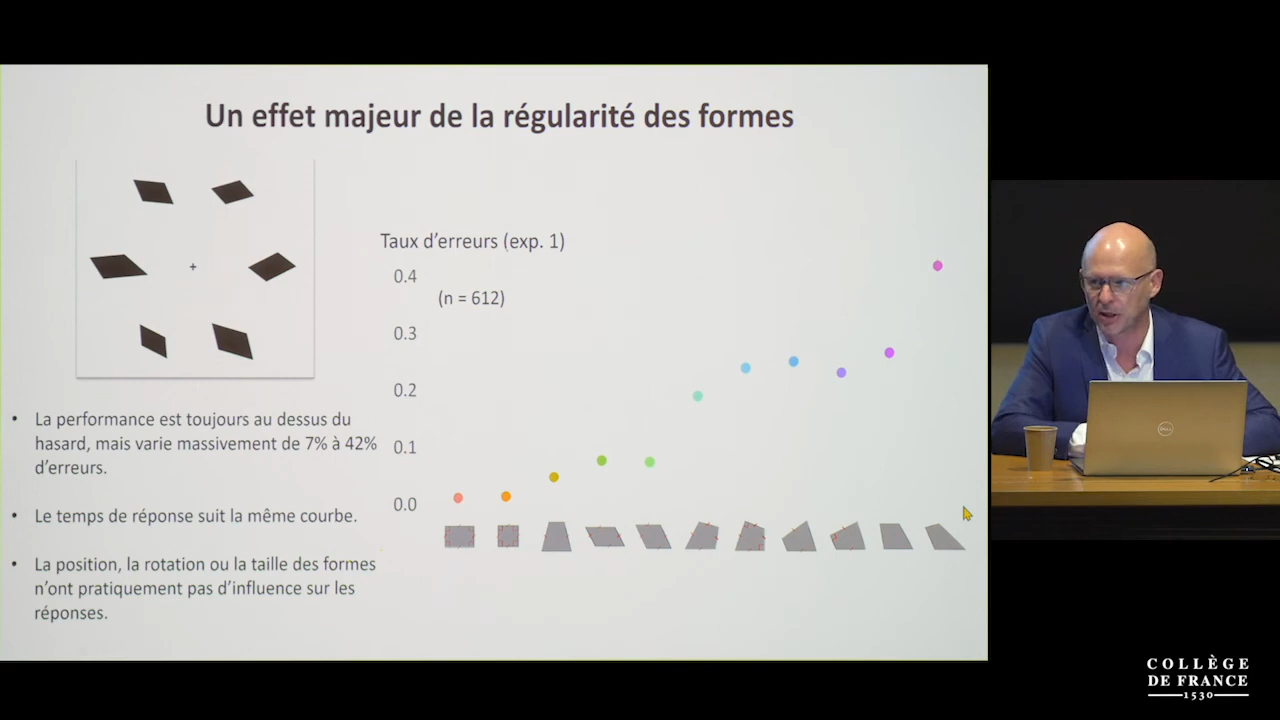 Un effet majeur de la régularité des formes
Taux d'erreurs (exp. 1)
0.4
(n = 612)
0.3
0.2
0.1
0.0
• La performance est toujours au dessus du
hasard, mais varie massivement de 7% à 42%
d'erreurs.
• Le temps de réponse suit la même courbe.
• La position, la rotation ou la taille des formes
n'ont pratiquement pas d'influence sur les
réponses.
DELL
COLLÈGE
DE FRANCE
1530